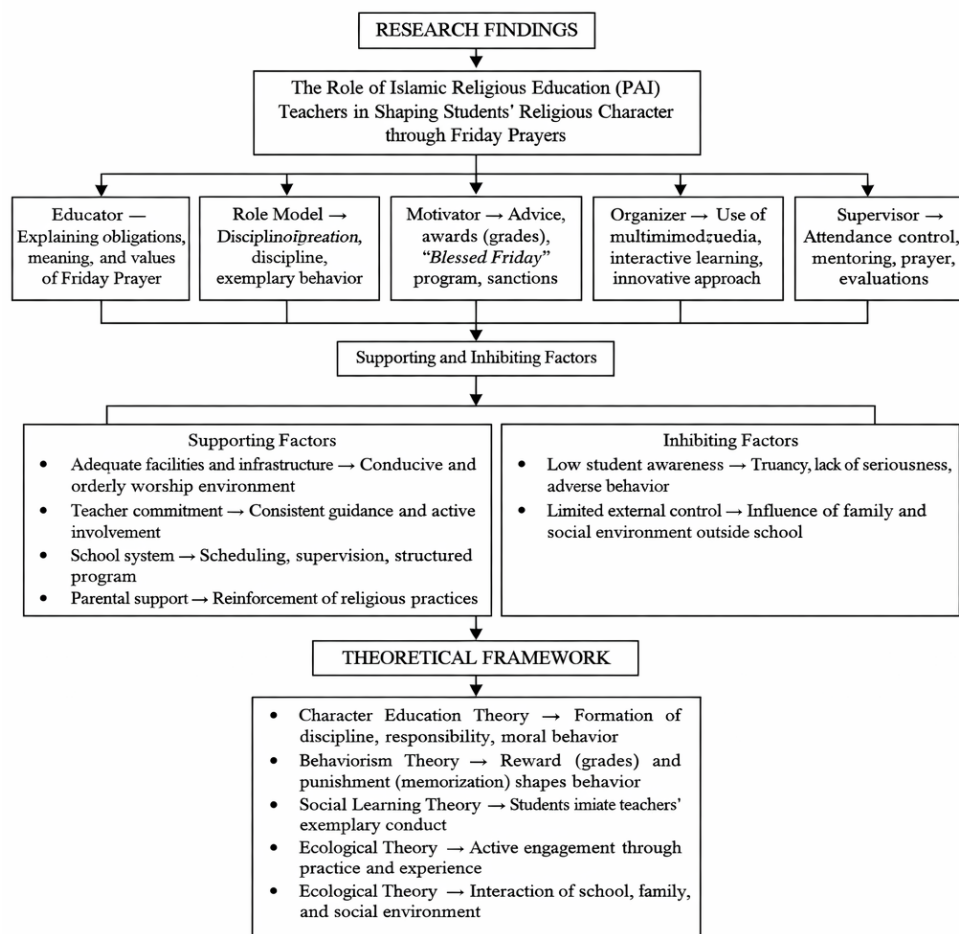 RESEARCH FINDINGS
The Role of Islamic Religious Education (PAI)
Teachers in Shaping Students' Religious Character
through Friday Prayers
Educator —
Explaining obligations,
meaning, and values
of Friday Prayer
Role Model →
discipline,
exemplary behavior
Motivator → Advice,
awards (grades),
"Blessed Friday"
program, sanctions
Organizer → Use of
interactive learning,
innovative approach
Supervisor →
Attendance control,
mentoring, prayer,
evaluations
Supporting and Inhibiting Factors
Supporting Factors
• Adequate facilities and infrastructure → Conducive and
orderly worship environment
• Teacher commitment → Consistent guidance and active
involvement
• School system → Scheduling, supervision, structured
program
• Parental support → Reinforcement of religious practices
Inhibiting Factors
• Low student awareness → Truancy, lack of seriousness,
adverse behavior
• Limited external control → Influence of family and
social environment outside school
THEORETICAL FRAMEWORK
• Character Education Theory → Formation of
discipline, responsibility, moral behavior
• Behaviorism Theory → Reward (grades) and
punishment (memorization) shapes behavior
• Social Learning Theory → Students imiate teachers'
exemplary conduct
• Ecological Theory → Active engagement through
practice and experience
• Ecological Theory → Interaction of school, family,
and social environment